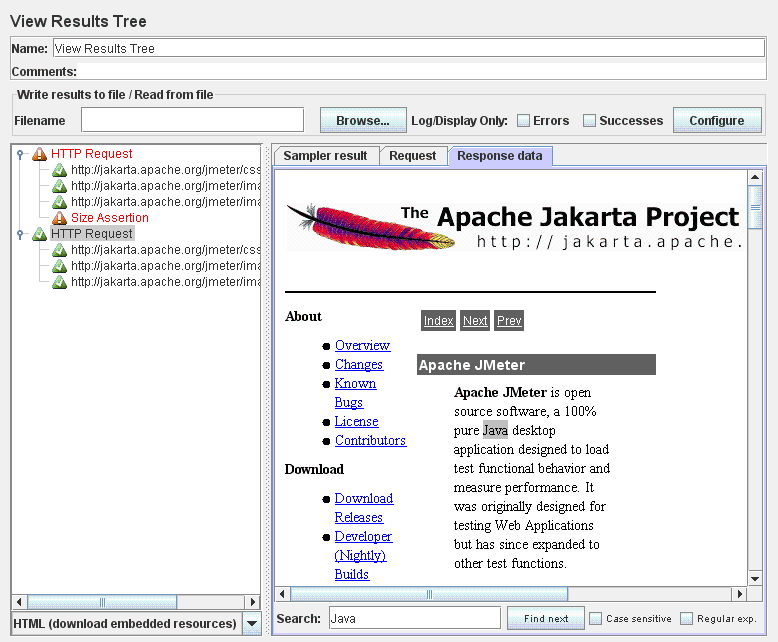 View Results Tree
Name: View Results Tree
Comments:
Write results to file / Read from file
Filename
Browse...
Log/Display Only:
Errors
Successes
Configure
HTTP Request
http://jakarta.apache.org/jmeter/css
http://jakarta.apache.org/jmeter/ima
http://jakarta.apache.org/jmeter/ima
Size Assertion
HTTP Request
http://jakarta.apache.org/jmeter/css
http://jakarta.apache.org/jmeter/ima
http://jakarta.apache.org/jmeter/ima
HTML (download embedded resources)
Sampler result
Request
Response data
The Apache Jakarta Project
http://jakarta.apache.
About
Overview
Changes
Known
Bugs
License
Contributors
Download
Download
Releases
Developer
(Nightly)
Builds
Index Next Prev
Apache JMeter
Apache JMeter is open
source software, a 100%
pure Java desktop
application designed to load
test functional behavior and
measure performance. It
was originally designed for
testing Web Applications
but has since expanded to
other test functions.
Search: Java
Find next
Case sensitive
Regular exp.